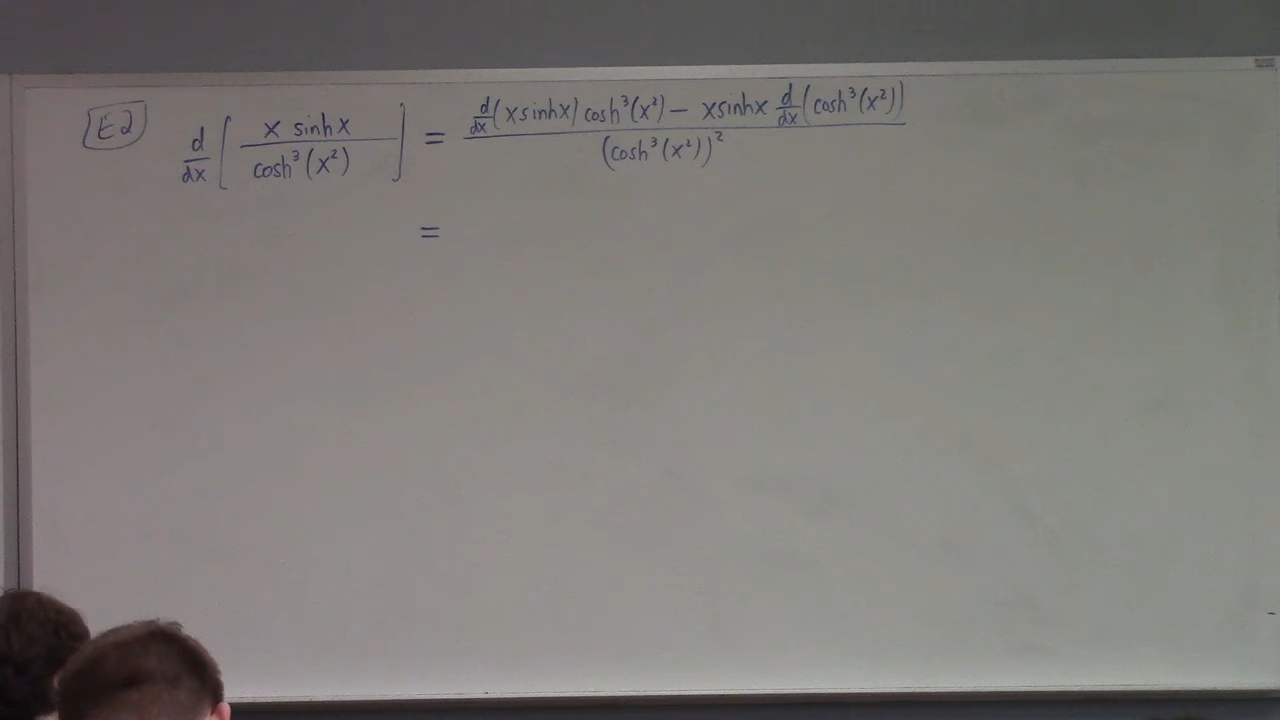 E2 d/dx [ x sinh x / cosh³(x²) ] = ( d/dx (x sinh x) cosh³(x²) − x sinh x d/dx (cosh³(x²)) ) / (cosh³(x²))²
=